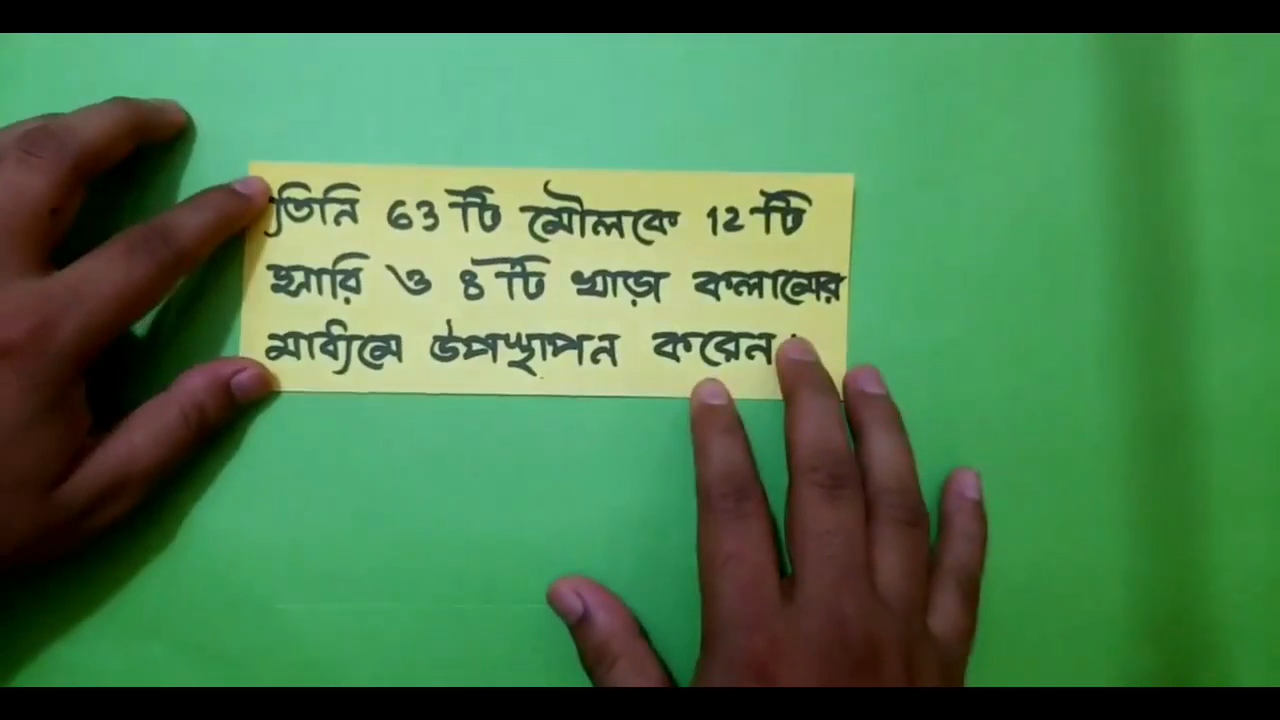 তিনি 63 টি মৌলকে 12 টি
সারি ও 8 টি খাড়া কলামের
মাধ্যমে উপস্থাপন করেন